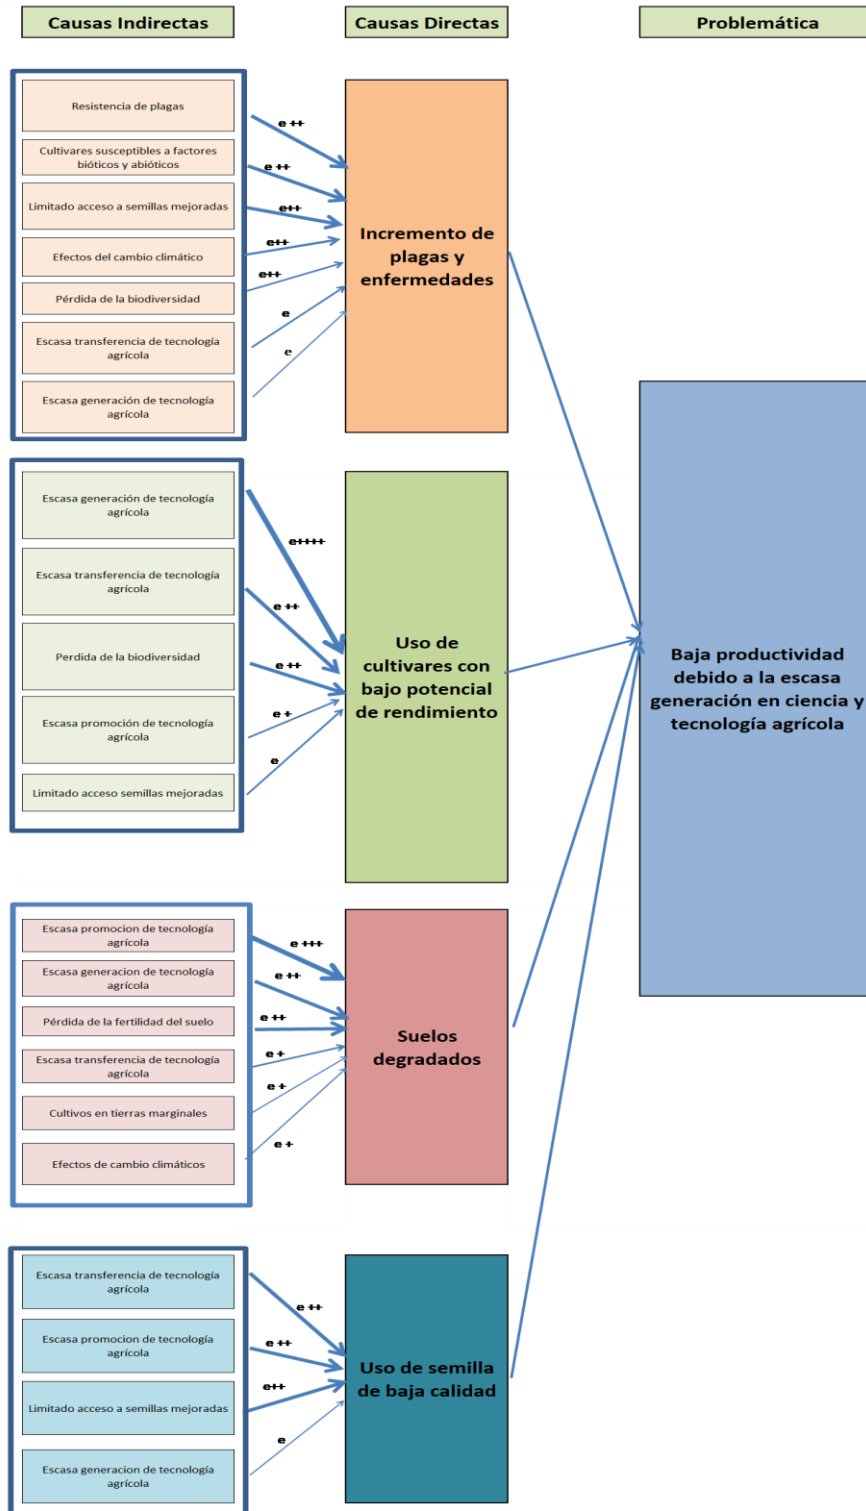 Causas Indirectas
Causas Directas
Problemática
Resistencia de plagas
Cultivares susceptibles a factores
bióticos y abióticos
Limitado acceso a semillas mejoradas
Efectos del cambio climático
Pérdida de la biodiversidad
Escasa transferencia de tecnología
agrícola
Escasa generación de tecnología
agrícola
e ++
e ++
e++
e++
e++
e
e
Incremento de
plagas y
enfermedades
Escasa generación de tecnología
agrícola
Escasa transferencia de tecnología
agrícola
Perdida de la biodiversidad
Escasa promoción de tecnología
agrícola
Limitado acceso semillas mejoradas
e++++
e ++
e ++
e +
e
Uso de
cultivares con
bajo potencial
de rendimiento
Baja productividad
debido a la escasa
generación en ciencia y
tecnología agrícola
Escasa promocion de tecnología
agrícola
Escasa generacion de tecnología
agrícola
Pérdida de la fertilidad del suelo
Escasa transferencia de tecnología
agrícola
Cultivos en tierras marginales
Efectos de cambio climáticos
e +++
e ++
e ++
e +
e +
e +
Suelos
degradados
Escasa transferencia de tecnología
agrícola
Escasa promocion de tecnología
agrícola
Limitado acceso a semillas mejoradas
Escasa generacion de tecnología
agrícola
e ++
e ++
e++
e
Uso de semilla
de baja calidad